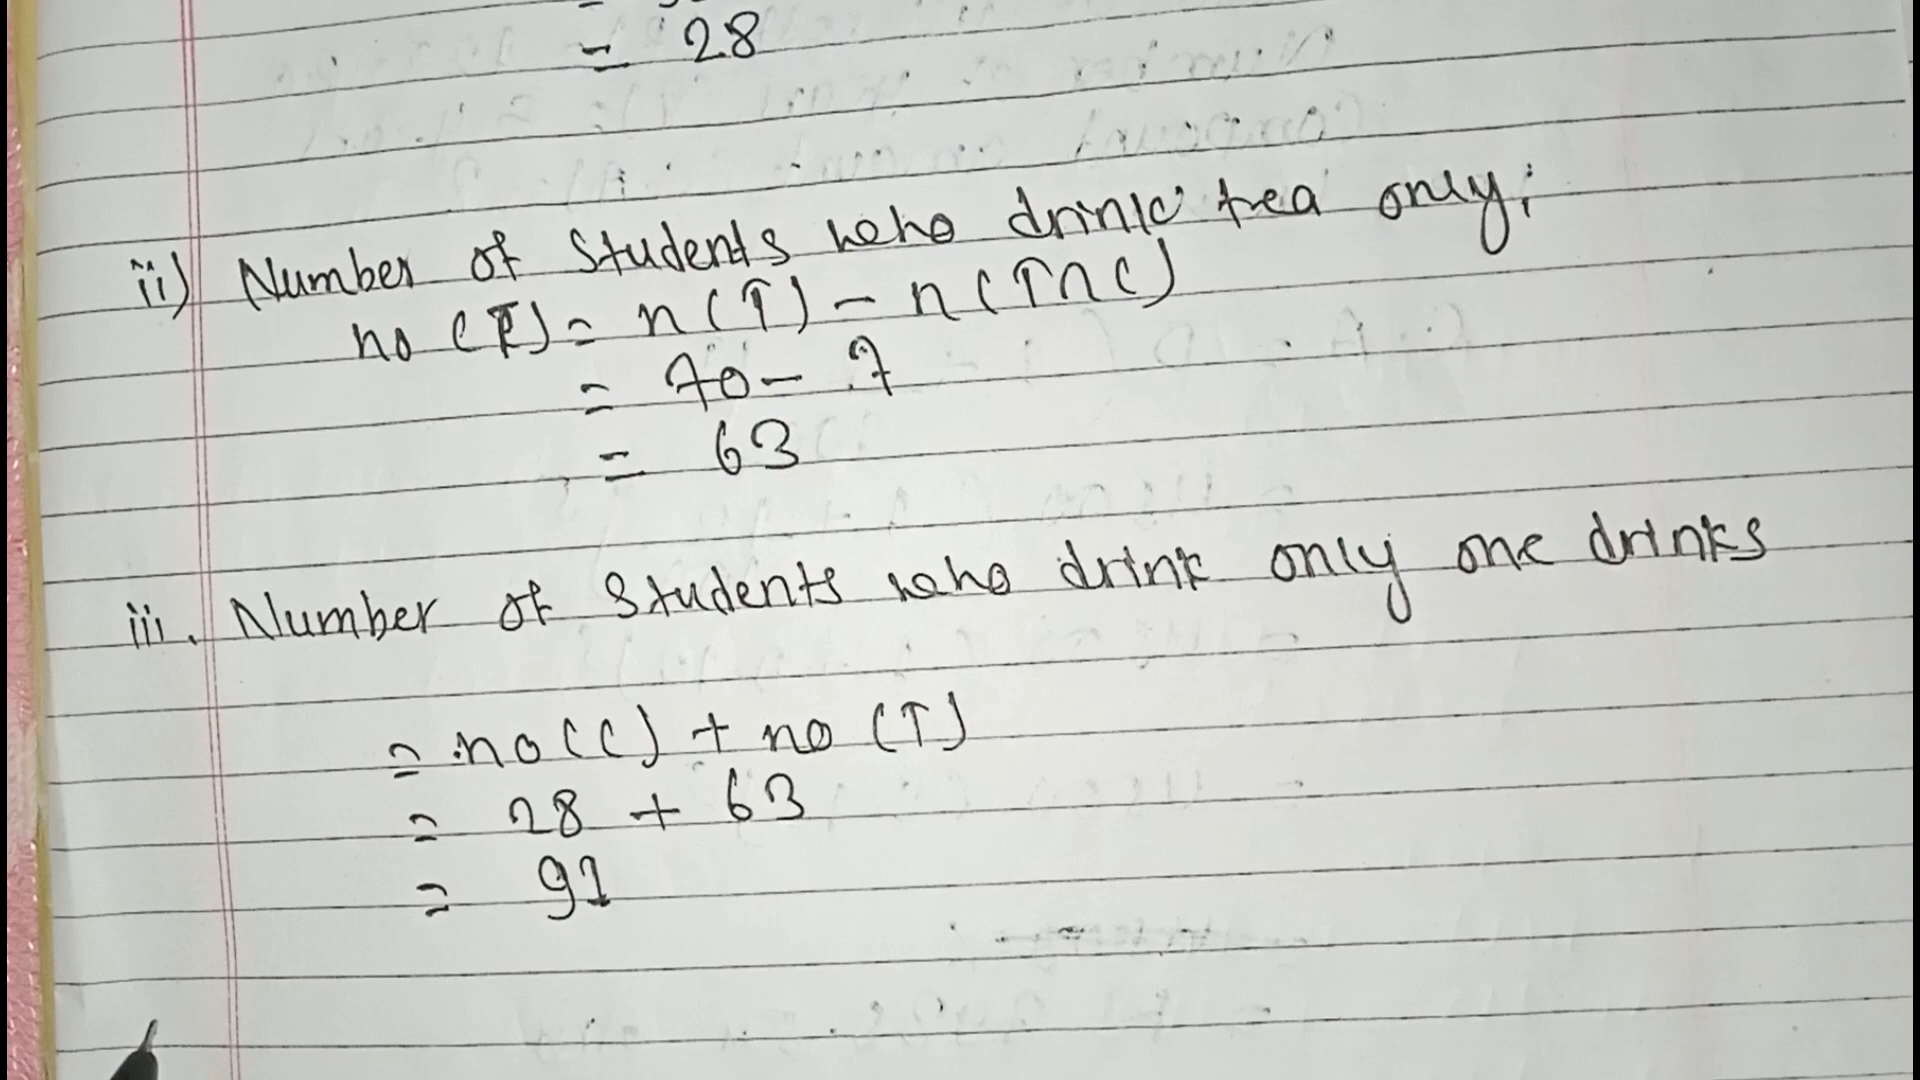 = 28
ii) Number of Students who drink tea only;
no (T) = n(T) - n(T∩C)
= 70 - 7
= 63
iii. Number of Students who drink only one drinks
= no(C) + no (T)
= 28 + 63
= 91